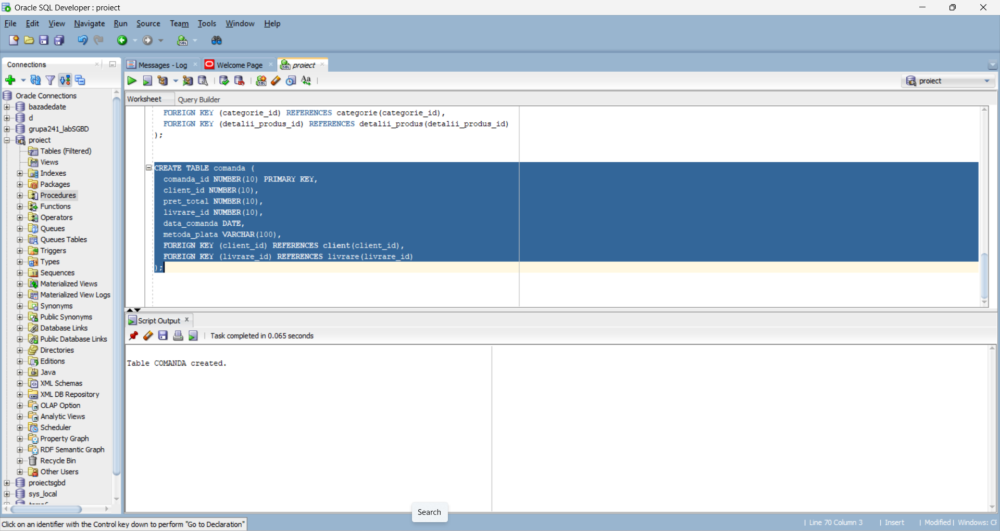 Oracle SQL Developer : proiect
File Edit View Navigate Run Source Team Tools Window Help
Connections
Messages - Log
Welcome Page
proiect
proiect
Worksheet
Query Builder
Oracle Connections
bazadedate
d
grupa241_labSGBD
proiect
Tables (Filtered)
Views
Indexes
Packages
Procedures
Functions
Operators
Queues
Queues Tables
Triggers
Types
Sequences
Materialized Views
Materialized View Logs
Synonyms
Public Synonyms
Database Links
Public Database Links
Directories
Editions
Java
XML Schemas
XML DB Repository
OLAP Option
Analytic Views
Scheduler
Property Graph
RDF Semantic Graph
Recycle Bin
Other Users
proiectsgbd
sys_local
FOREIGN KEY (categorie_id) REFERENCES categorie(categorie_id),
FOREIGN KEY (detalii_produs_id) REFERENCES detalii_produs(detalii_produs_id)
);
CREATE TABLE comanda (
comanda_id NUMBER(10) PRIMARY KEY,
client_id NUMBER(10),
pret_total NUMBER(10),
livrare_id NUMBER(10),
data_comanda DATE,
metoda_plata VARCHAR(100),
FOREIGN KEY (client_id) REFERENCES client(client_id),
FOREIGN KEY (livrare_id) REFERENCES livrare(livrare_id)
);
Script Output
Task completed in 0.065 seconds
Table COMANDA created.
Search
Click on an identifier with the Control key down to perform "Go to Declaration"
Line 70 Column 3 | Insert | Modified | Windows: